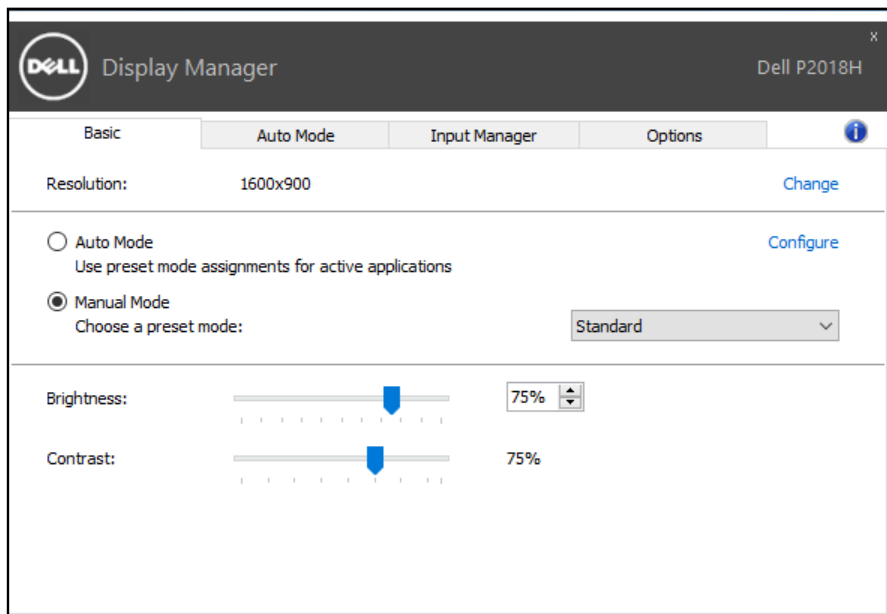 x
DELL Display Manager Dell P2018H
Basic Auto Mode Input Manager Options i
Resolution: 1600x900 Change
Auto Mode Configure
Use preset mode assignments for active applications
Manual Mode
Choose a preset mode: Standard
Brightness: 75%
Contrast: 75%